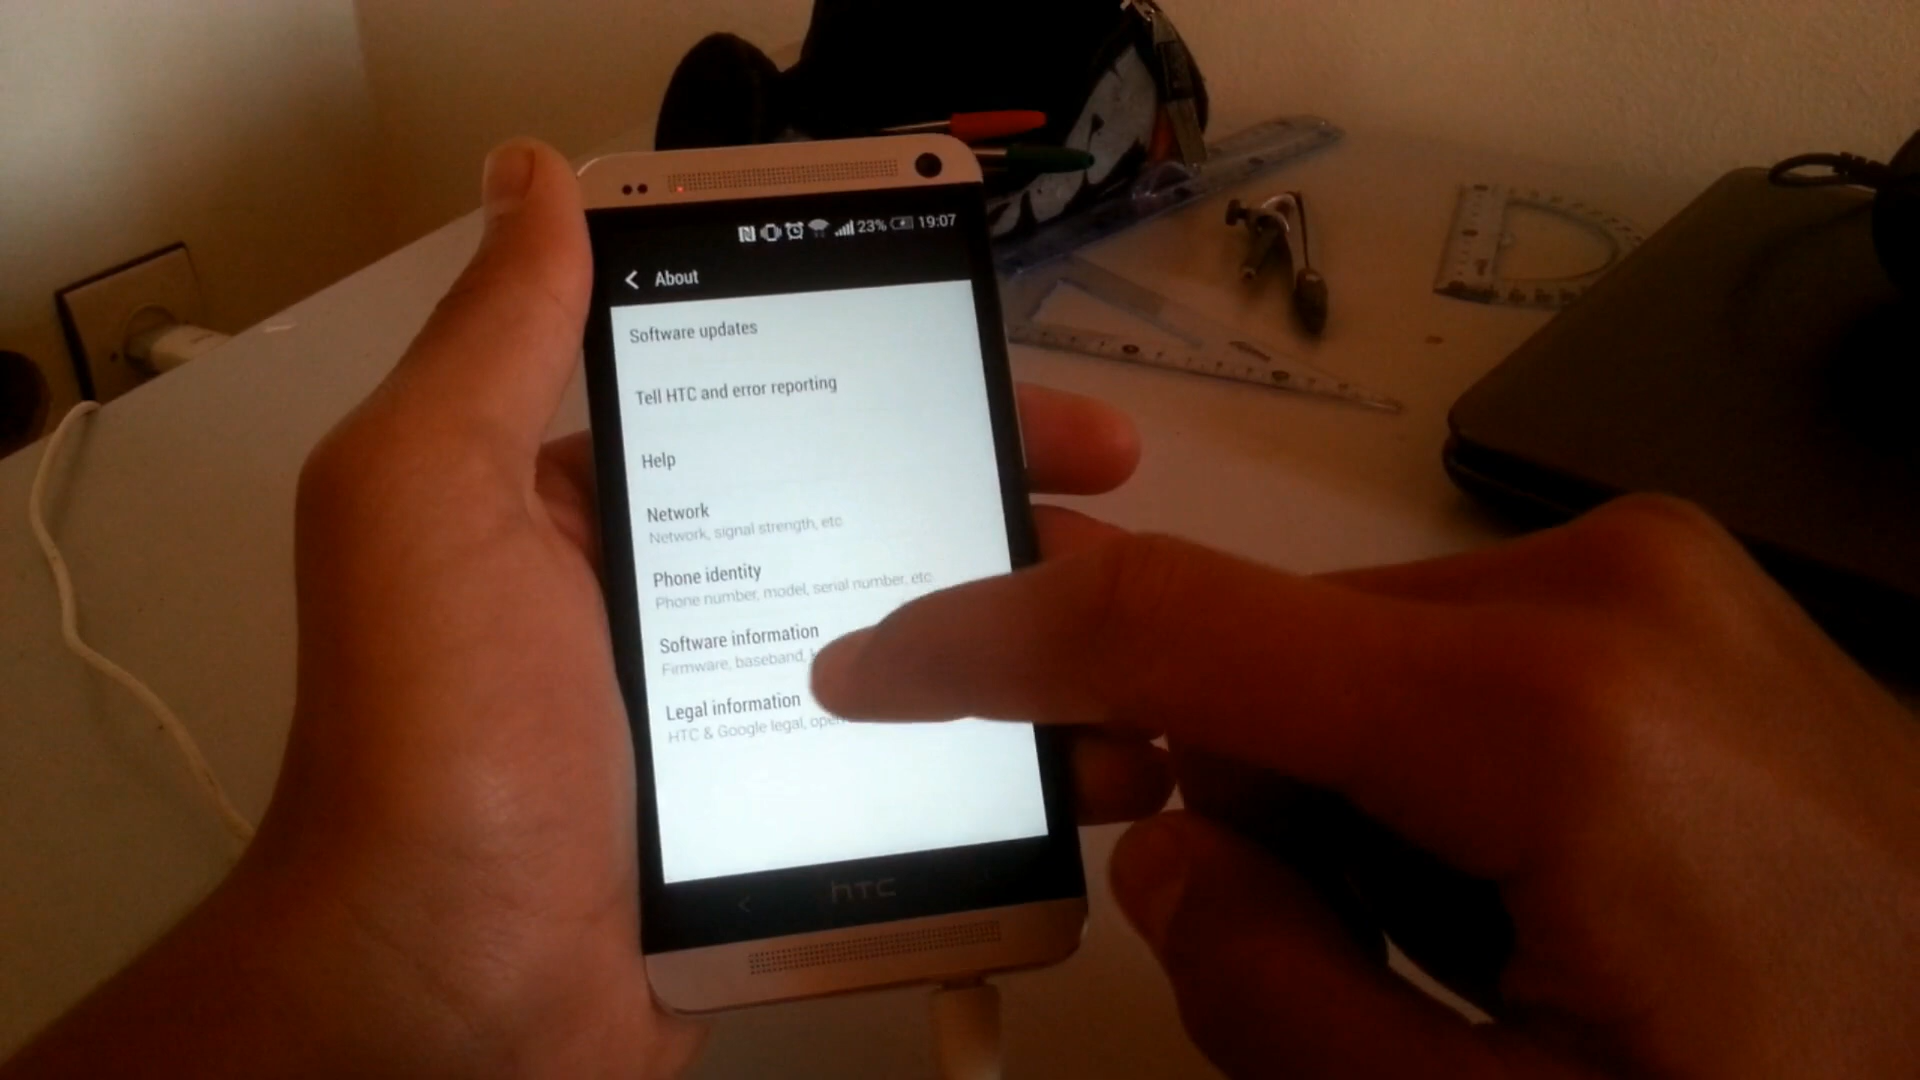 23% 19:07
About
Software updates
Tell HTC and error reporting
Help
Network
Network, signal strength, etc
Phone identity
Phone number, model, serial number, etc
Software information
Firmware, baseband,
Legal information
HTC & Google legal,
hTC